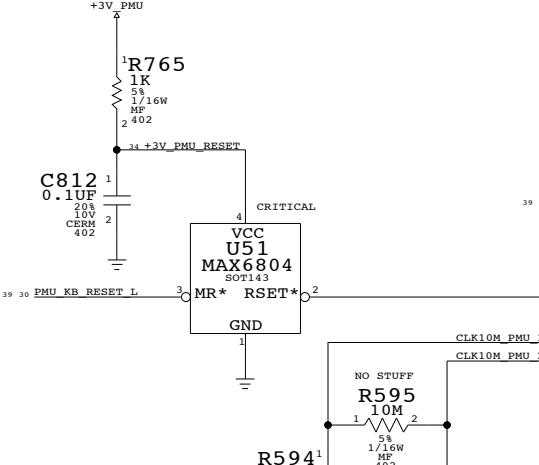 +3V_PMU
1
R765
1K
5%
1/16W
MF
402
2
34 +3V_PMU_RESET
C812
1
0.1UF
20%
10V
2
CERM
402
CRITICAL
39
4
VCC
U51
MAX6804
SOT143
39 30 PMU_KB_RESET_L
3
MR* RSET*
2
GND
1
CLK10M_PMU_
CLK10M_PMU_
NO STUFF
R595
10M
1 2
5%
1/16W
MF
402
R594
1